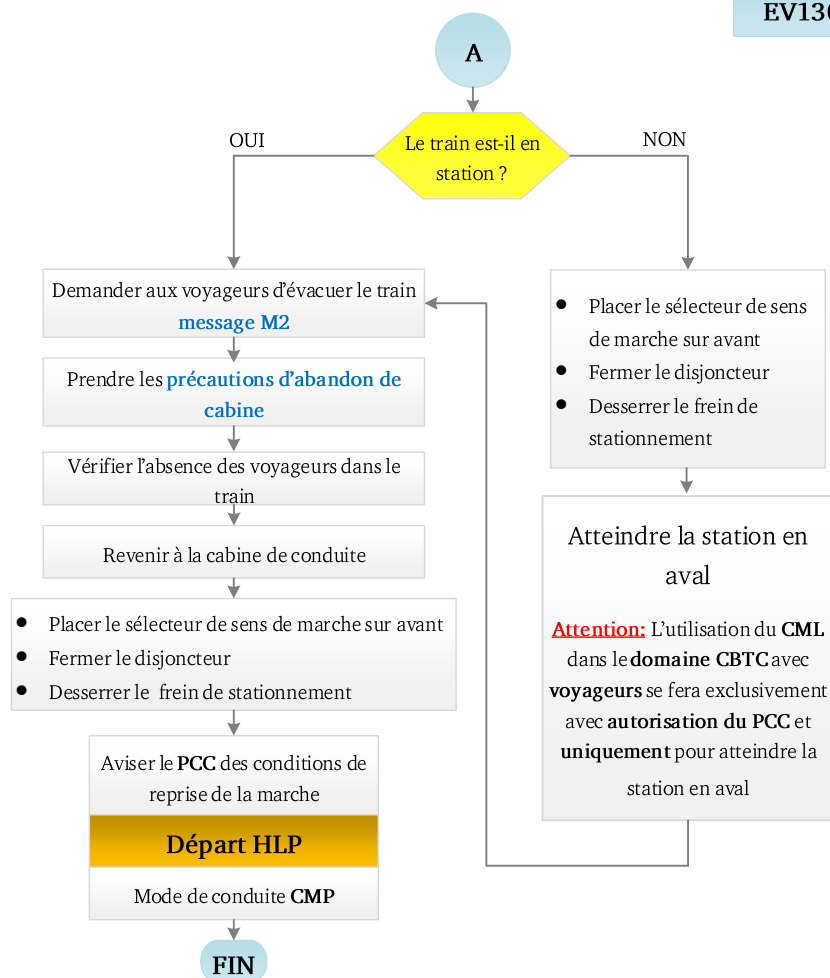 EV13
A
Le train est-il en
station ?
OUI
NON
Demander aux voyageurs d’évacuer le train
message M2
Prendre les précautions d’abandon de
cabine
Vérifier l’absence des voyageurs dans le
train
Revenir à la cabine de conduite
• Placer le sélecteur de sens de marche sur avant
• Fermer le disjoncteur
• Desserrer le frein de stationnement
Aviser le PCC des conditions de
reprise de la marche
Départ HLP
Mode de conduite CMP
FIN
• Placer le sélecteur de sens
de marche sur avant
• Fermer le disjoncteur
• Desserrer le frein de
stationnement
Atteindre la station en
aval
Attention: L’utilisation du CML
dans le domaine CBTC avec
voyageurs se fera exclusivement
avec autorisation du PCC et
uniquement pour atteindre la
station en aval